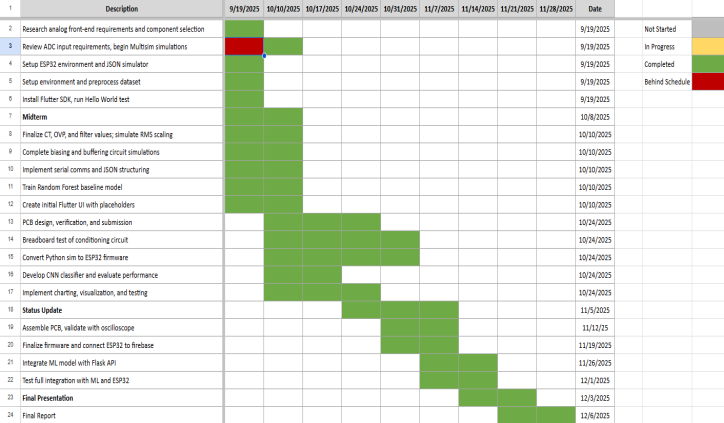 1 Description 9/19/2025 10/10/2025 10/17/2025 10/24/2025 10/31/2025 11/7/2025 11/14/2025 11/21/2025 11/28/2025 Date
2 Research analog front-end requirements and component selection 9/19/2025 Not Started
3 Review ADC input requirements, begin Multisim simulations 9/19/2025 In Progress
4 Setup ESP32 environment and JSON simulator 9/19/2025 Completed
5 Setup environment and preprocess dataset 9/19/2025 Behind Schedule
6 Install Flutter SDK, run Hello World test 9/19/2025
7 Midterm 10/8/2025
8 Finalize CT, OVP, and filter values; simulate RMS scaling 10/10/2025
9 Complete biasing and buffering circuit simulations 10/10/2025
10 Implement serial comms and JSON structuring 10/10/2025
11 Train Random Forest baseline model 10/10/2025
12 Create initial Flutter UI with placeholders 10/10/2025
13 PCB design, verification, and submission 10/24/2025
14 Breadboard test of conditioning circuit 10/24/2025
15 Convert Python sim to ESP32 firmware 10/24/2025
16 Develop CNN classifier and evaluate performance 10/24/2025
17 Implement charting, visualization, and testing 10/24/2025
18 Status Update 11/5/2025
19 Assemble PCB, validate with oscilloscope 11/12/25
20 Finalize firmware and connect ESP32 to firebase 11/19/2025
21 Integrate ML model with Flask API 11/26/2025
22 Test full integration with ML and ESP32 12/1/2025
23 Final Presentation 12/3/2025
24 Final Report 12/6/2025